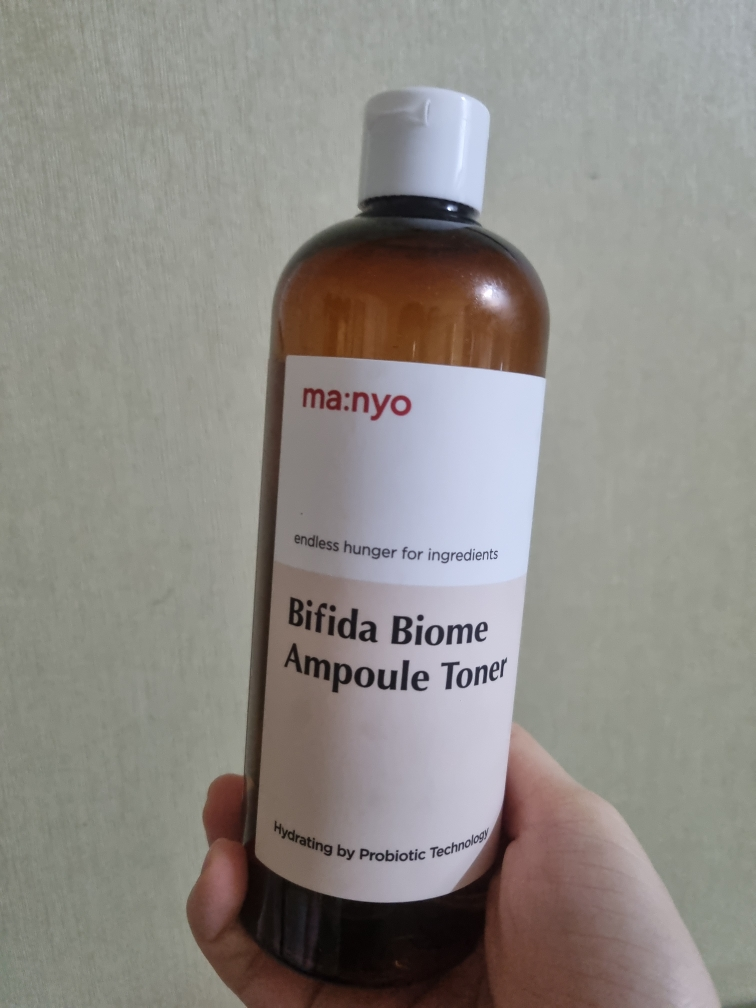 ma:nyo
endless hunger for ingredients
Bifida Biome
Ampoule Toner
Hydrating by Probiotic Technology